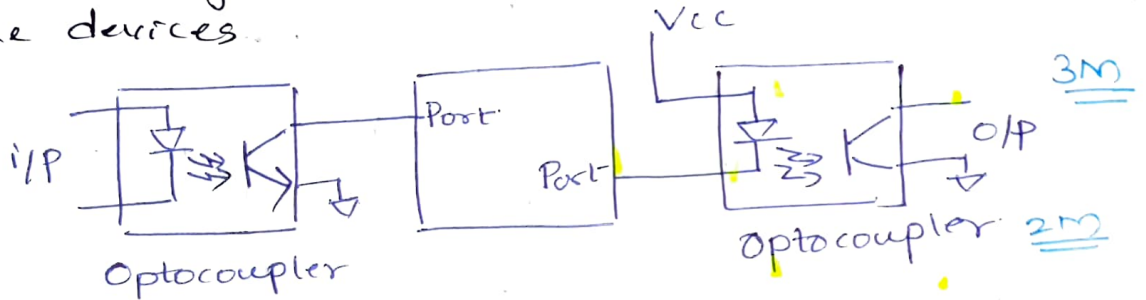 e devices.
Vcc
3M
Port
i/P
O/P
Port
Optocoupler
2M
Optocoupler